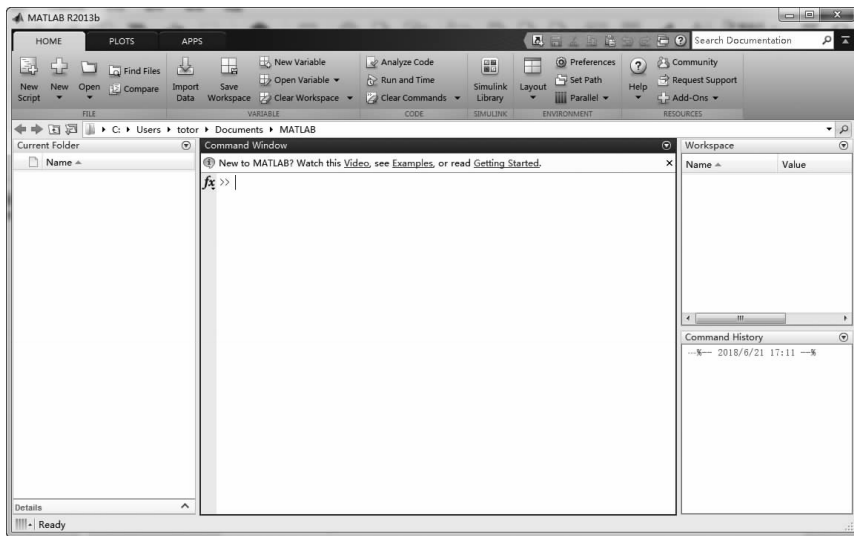 MATLAB R2013b
HOME PLOTS APPS
Search Documentation
New Script
New
Open
Find Files
Compare
FILE
Import Data
Save Workspace
New Variable
Open Variable
Clear Workspace
VARIABLE
Analyze Code
Run and Time
Clear Commands
CODE
Simulink Library
SIMULINK
Layout
Preferences
Set Path
Parallel
ENVIRONMENT
Help
Community
Request Support
Add-Ons
RESOURCES
C: Users totor Documents MATLAB
Current Folder
Name
Details
Command Window
New to MATLAB? Watch this Video, see Examples, or read Getting Started.
fx >>
Workspace
Name Value
Command History
--%-- 2018/6/21 17:11 --%
Ready